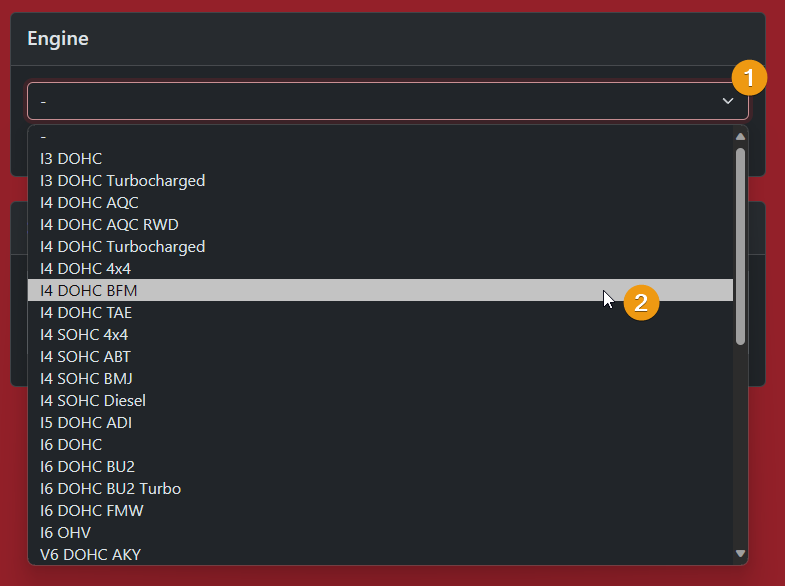 Engine
1
-
-
I3 DOHC
I3 DOHC Turbocharged
I4 DOHC AQC
I4 DOHC AQC RWD
I4 DOHC Turbocharged
I4 DOHC 4x4
I4 DOHC BFM
2
I4 DOHC TAE
I4 SOHC 4x4
I4 SOHC ABT
I4 SOHC BMJ
I4 SOHC Diesel
I5 DOHC ADI
I6 DOHC
I6 DOHC BU2
I6 DOHC BU2 Turbo
I6 DOHC FMW
I6 OHV
V6 DOHC AKY